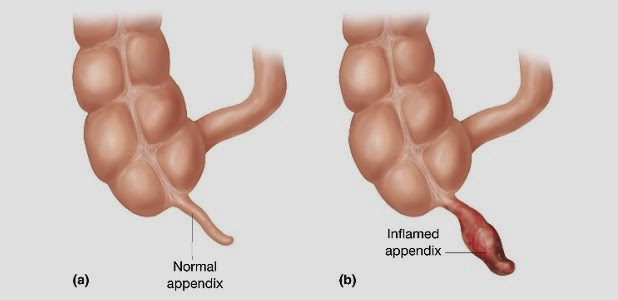 (a)
Normal
appendix
(b)
Inflamed
appendix